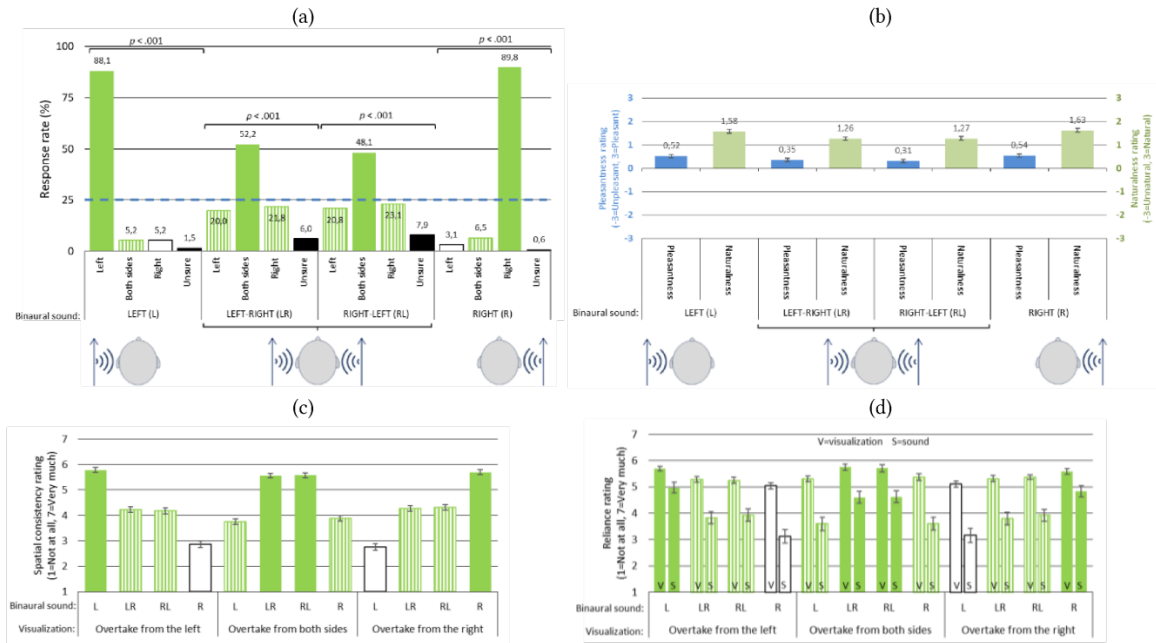 (a)
p < .001
p < .001
p < .001
p < .001
Response rate (%)
100
75
50
25
0
88,1
5,2
5,2
1,5
20,0
52,2
21,8
6,0
20,8
48,1
23,1
7,9
3,1
6,5
89,8
0,6
Left
Both sides
Right
Unsure
Left
Both sides
Right
Unsure
Left
Both sides
Right
Unsure
Left
Both sides
Right
Unsure
Binaural sound:
LEFT (L)
LEFT-RIGHT (LR)
RIGHT-LEFT (RL)
RIGHT (R)
(b)
Pleasantness rating
(-3=Unpleasant, 3=Pleasant)
3
2
1
0
-1
-2
-3
0,52
1,58
0,35
1,26
0,31
1,27
0,54
1,63
3
2
1
0
-1
-2
-3
Naturalness rating
(-3=Unnatural, 3=Natural)
Pleasantness
Naturalness
Pleasantness
Naturalness
Pleasantness
Naturalness
Pleasantness
Naturalness
Binaural sound:
LEFT (L)
LEFT-RIGHT (LR)
RIGHT-LEFT (RL)
RIGHT (R)
(c)
Spatial consistency rating
(1=Not at all, 7=Very much)
7
6
5
4
3
2
1
Binaural sound:
L
LR
RL
R
L
LR
RL
R
L
LR
RL
R
Visualization:
Overtake from the left
Overtake from both sides
Overtake from the right
(d)
Reliance rating
(1=Not at all, 7=Very much)
7
6
5
4
3
2
1
V=visualization S=sound
V S
V S
V S
V S
V S
V S
V S
V S
V S
V S
V S
V S
Binaural sound:
L
LR
RL
R
L
LR
RL
R
L
LR
RL
R
Visualization:
Overtake from the left
Overtake from both sides
Overtake from the right